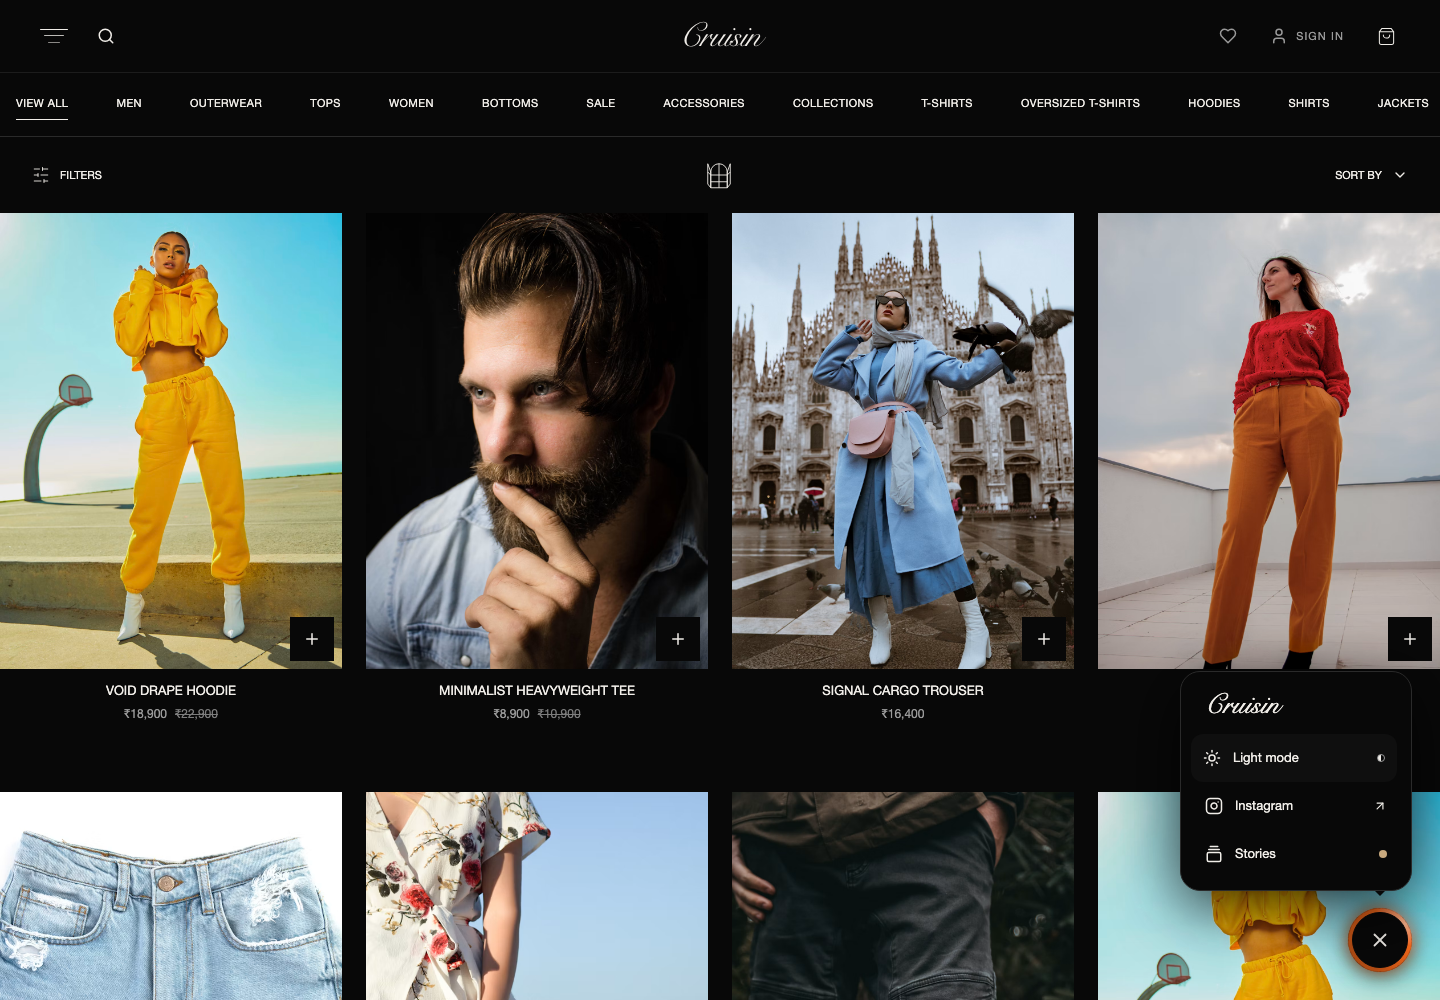 Cruisin
SIGN IN
VIEW ALL
MEN
OUTERWEAR
TOPS
WOMEN
BOTTOMS
SALE
ACCESSORIES
COLLECTIONS
T-SHIRTS
OVERSIZED T-SHIRTS
HOODIES
SHIRTS
JACKETS
FILTERS
SORT BY
VOID DRAPE HOODIE
₹18,900 ₹22,900
MINIMALIST HEAVYWEIGHT TEE
₹8,900 ₹10,900
SIGNAL CARGO TROUSER
₹16,400
Cruisin
Light mode
Instagram
Stories